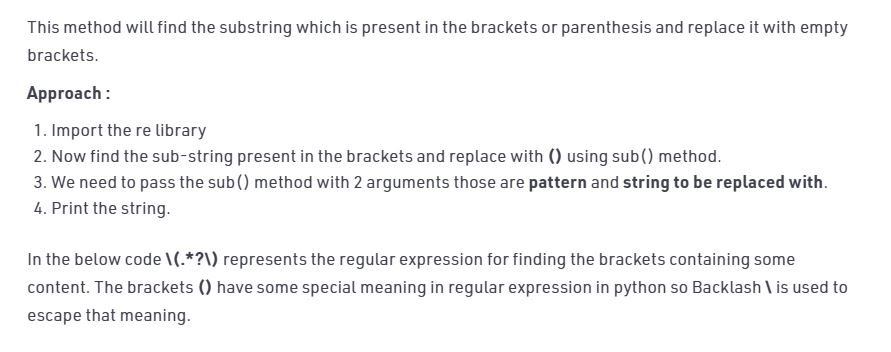 This method will find the substring which is present in the brackets or parenthesis and replace it with empty
brackets.
Approach :
1. Import the re library
2. Now find the sub-string present in the brackets and replace with () using sub() method.
3. We need to pass the sub() method with 2 arguments those are pattern and string to be replaced with.
4. Print the string.
In the below code \(.*?\) represents the regular expression for finding the brackets containing some
content. The brackets () have some special meaning in regular expression in python so Backlash \ is used to
escape that meaning.